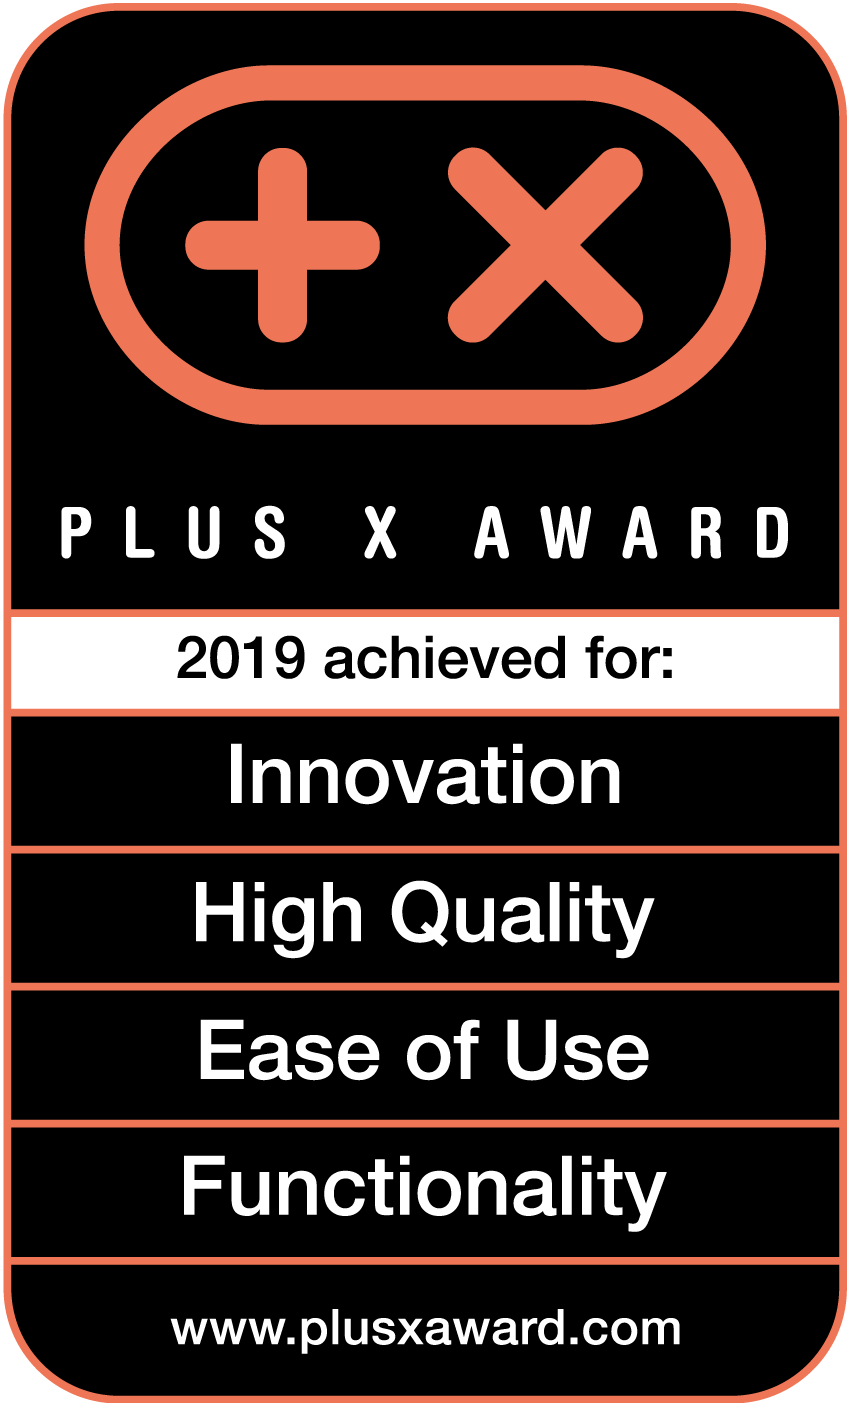 PLUS X AWARD
2019 achieved for:
Innovation
High Quality
Ease of Use
Functionality
www.plusxaward.com